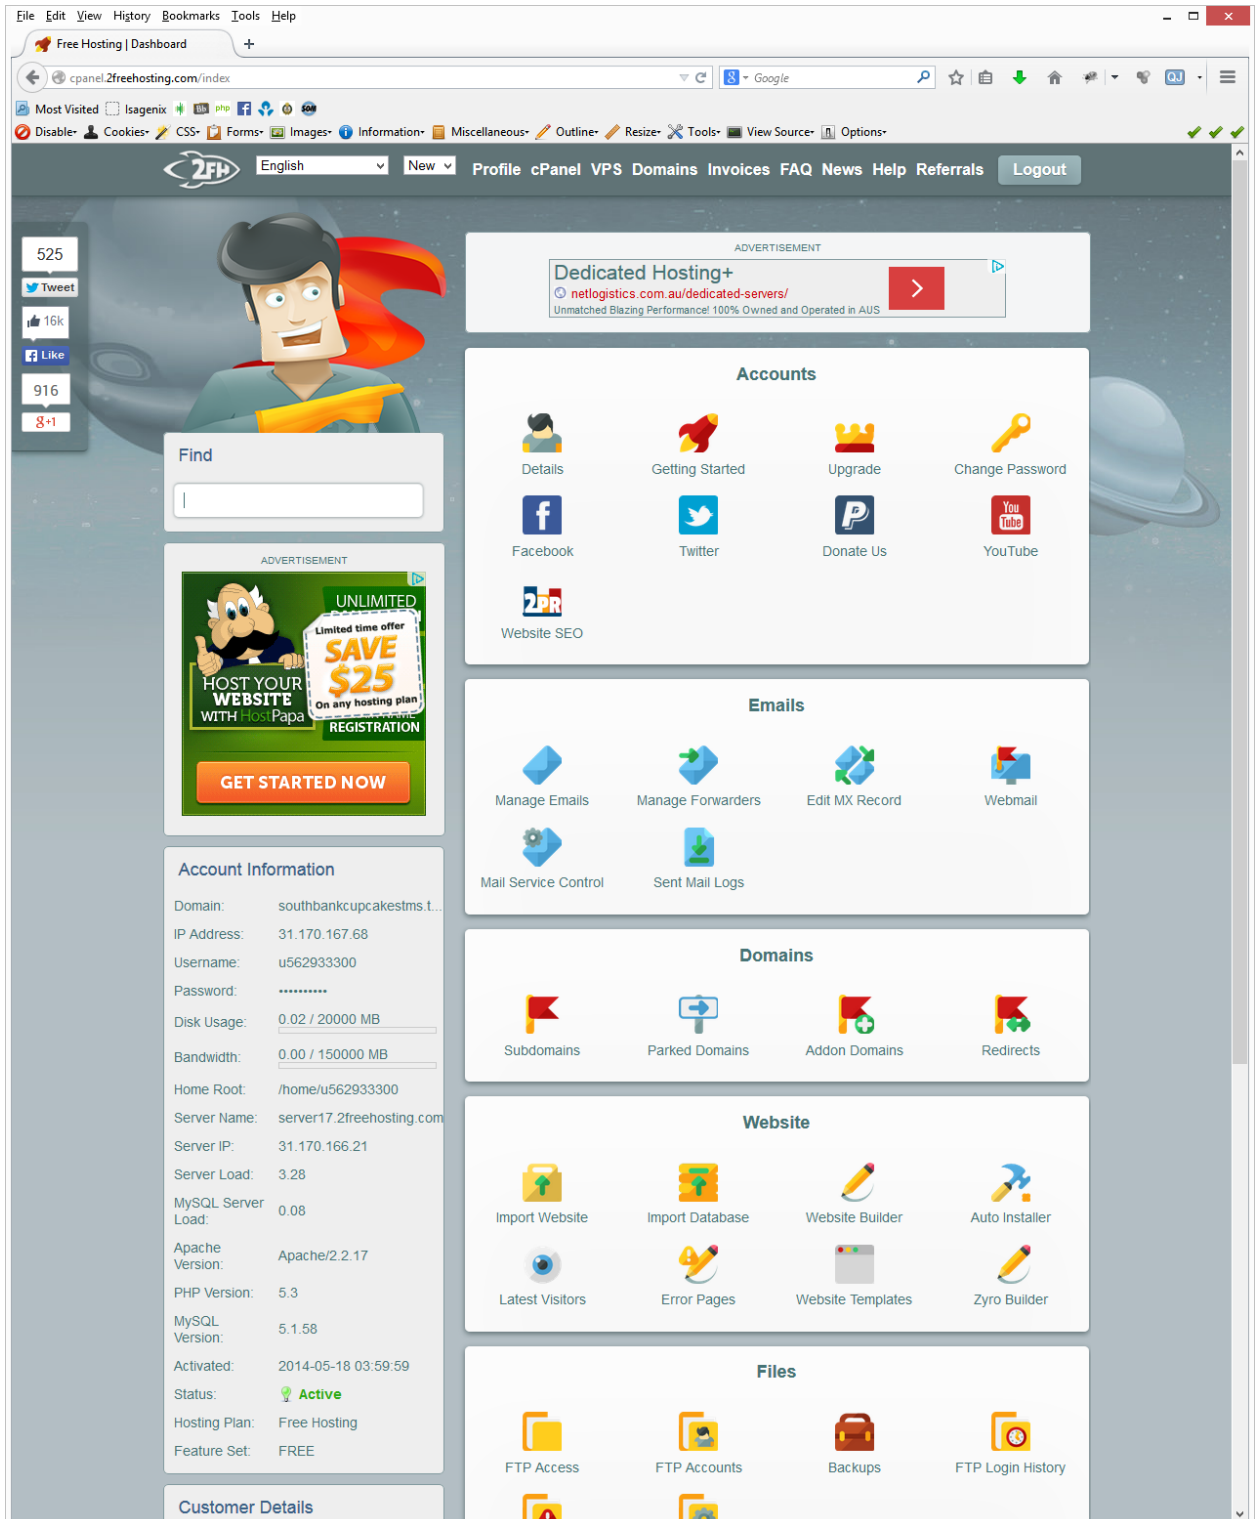 File Edit View History Bookmarks Tools Help
Free Hosting | Dashboard
cpanel.2freehosting.com/index
Google
Most Visited Isagenix
Disable Cookies CSS Forms Images Information Miscellaneous Outline Resize Tools View Source Options
2FH English New Profile cPanel VPS Domains Invoices FAQ News Help Referrals Logout
525
Tweet
16k
Like
916
g+1
Find
ADVERTISEMENT
UNLIMITED
Limited time offer
SAVE
$25
On any hosting plan
HOST YOUR
WEBSITE
WITH HostPapa
REGISTRATION
GET STARTED NOW
Account Information
Domain: southbankcupcakestms.t...
IP Address: 31.170.167.68
Username: u562933300
Password: ••••••••••
Disk Usage: 0.02 / 20000 MB
Bandwidth: 0.00 / 150000 MB
Home Root: /home/u562933300
Server Name: server17.2freehosting.com
Server IP: 31.170.166.21
Server Load: 3.28
MySQL Server
Load: 0.08
Apache
Version: Apache/2.2.17
PHP Version: 5.3
MySQL
Version: 5.1.58
Activated: 2014-05-18 03:59:59
Status: Active
Hosting Plan: Free Hosting
Feature Set: FREE
Customer Details
ADVERTISEMENT
Dedicated Hosting+
netlogistics.com.au/dedicated-servers/
Unmatched Blazing Performance! 100% Owned and Operated in AUS
Accounts
Details Getting Started Upgrade Change Password
You
Tube
Facebook Twitter Donate Us YouTube
2PR
Website SEO
Emails
Manage Emails Manage Forwarders Edit MX Record Webmail
Mail Service Control Sent Mail Logs
Domains
Subdomains Parked Domains Addon Domains Redirects
Website
Import Website Import Database Website Builder Auto Installer
Latest Visitors Error Pages Website Templates Zyro Builder
Files
FTP Access FTP Accounts Backups FTP Login History